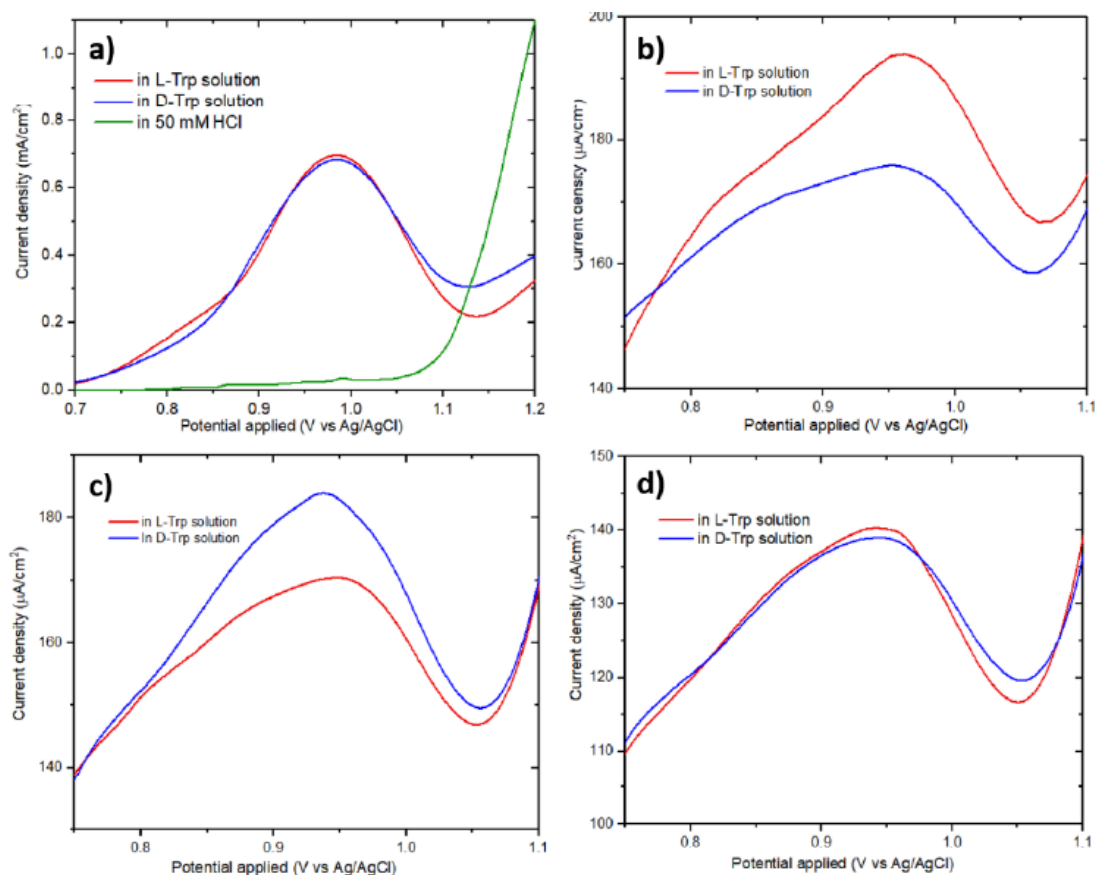 a)
in L-Trp solution
in D-Trp solution
in 50 mM HCl
Current density (mA/cm²)
1.0
0.8
0.6
0.4
0.2
0.0
0.7
0.8
0.9
1.0
1.1
1.2
Potential applied (V vs Ag/AgCl)
b)
in L-Trp solution
in D-Trp solution
Current density (µA/cm²)
200
180
160
140
0.8
0.9
1.0
1.1
Potential applied (V vs Ag/AgCl)
c)
in L-Trp solution
In D-Trp solution
Current density (µA/cm²)
180
160
140
0.8
0.9
1.0
1.1
Potential applied (V vs Ag/AgCl)
d)
in L-Trp solution
in D-Trp solution
Current density (µA/cm²)
150
140
130
120
110
100
0.8
0.9
1.0
1.1
Potential applied (V vs Ag/AgCl)